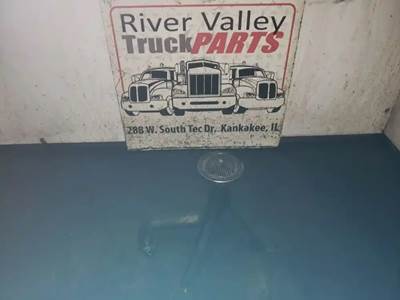 River Valley
TruckPARTS
288 W. South Tec Dr, Kankakee, IL